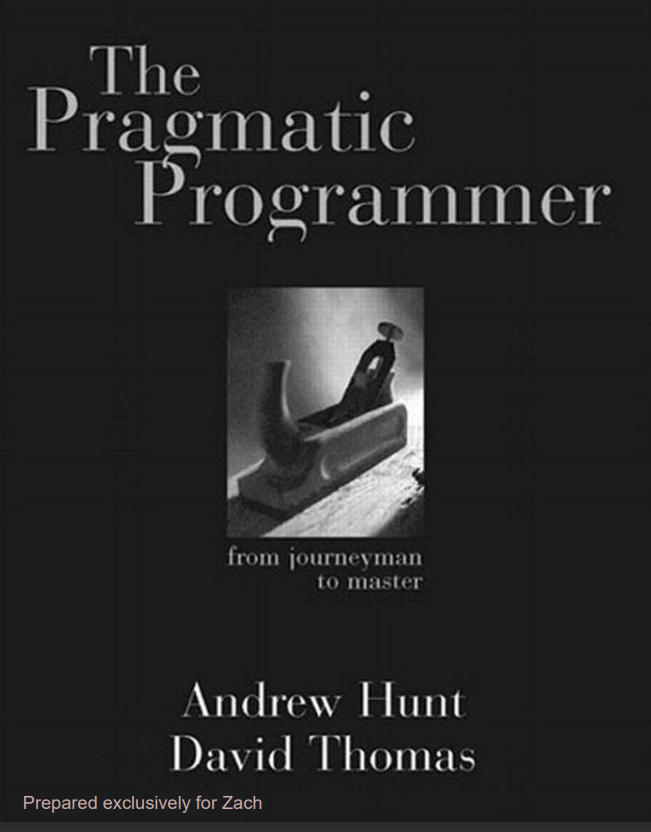 The
Pragmatic
Programmer
from journeyman
to master
Andrew Hunt
David Thomas
Prepared exclusively for Zach